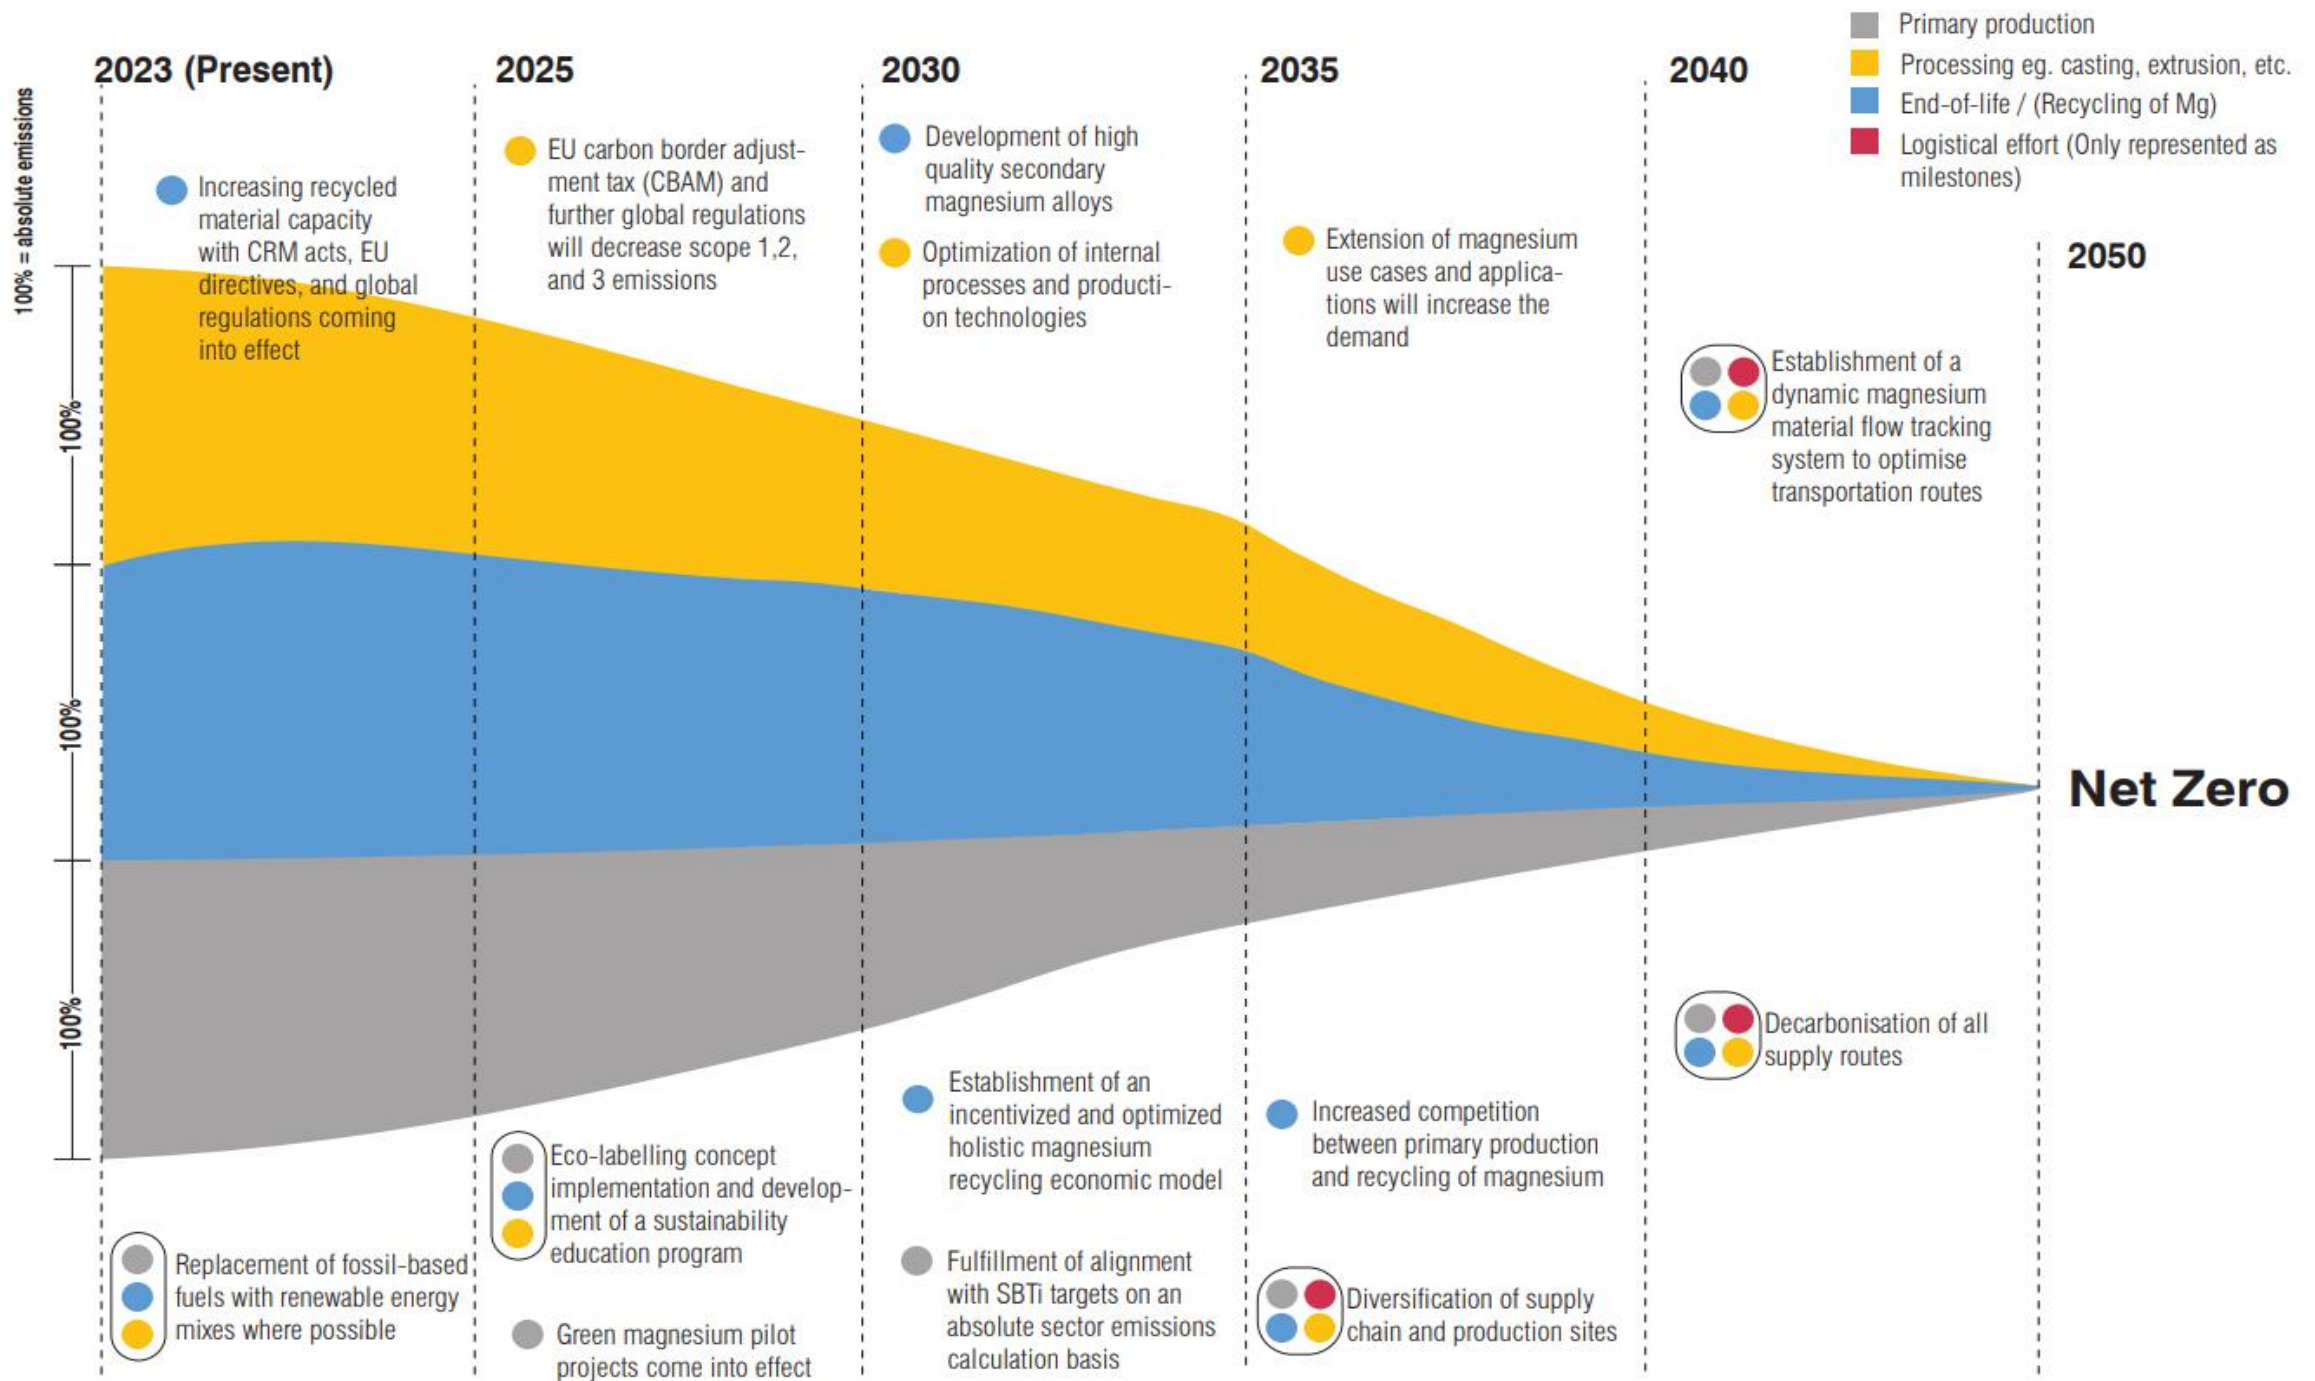 Primary production
Processing eg. casting, extrusion, etc.
End-of-life / (Recycling of Mg)
Logistical effort (Only represented as
milestones)
2023 (Present)
2025
2030
2035
2040
2050
100% = absolute emissions
100%
100%
100%
Increasing recycled
material capacity
with CRM acts, EU
directives, and global
regulations coming
into effect
EU carbon border adjust-
ment tax (CBAM) and
further global regulations
will decrease scope 1,2,
and 3 emissions
Development of high
quality secondary
magnesium alloys
Optimization of internal
processes and producti-
on technologies
Extension of magnesium
use cases and applica-
tions will increase the
demand
Establishment of a
dynamic magnesium
material flow tracking
system to optimise
transportation routes
Net Zero
Replacement of fossil-based
fuels with renewable energy
mixes where possible
Eco-labelling concept
implementation and develop-
ment of a sustainability
education program
Green magnesium pilot
projects come into effect
Establishment of an
incentivized and optimized
holistic magnesium
recycling economic model
Fulfillment of alignment
with SBTi targets on an
absolute sector emissions
calculation basis
Increased competition
between primary production
and recycling of magnesium
Diversification of supply
chain and production sites
Decarbonisation of all
supply routes